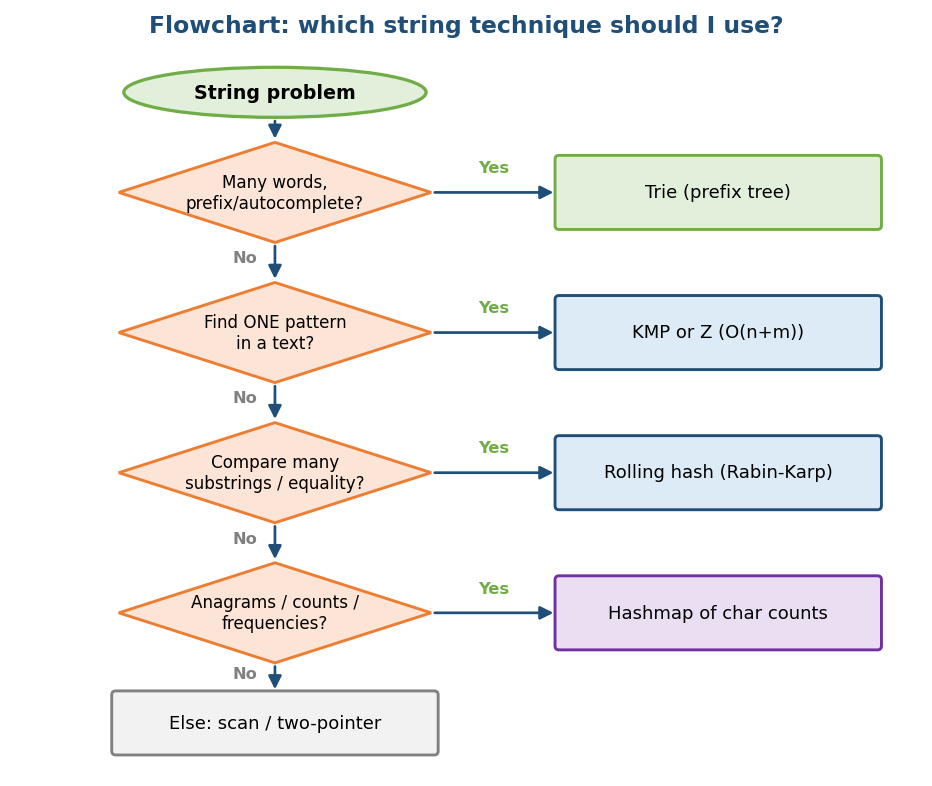 Flowchart: which string technique should I use?
String problem
Many words,
prefix/autocomplete?
Yes
Trie (prefix tree)
No
Find ONE pattern
in a text?
Yes
KMP or Z (O(n+m))
No
Compare many
substrings / equality?
Yes
Rolling hash (Rabin-Karp)
No
Anagrams / counts /
frequencies?
Yes
Hashmap of char counts
No
Else: scan / two-pointer